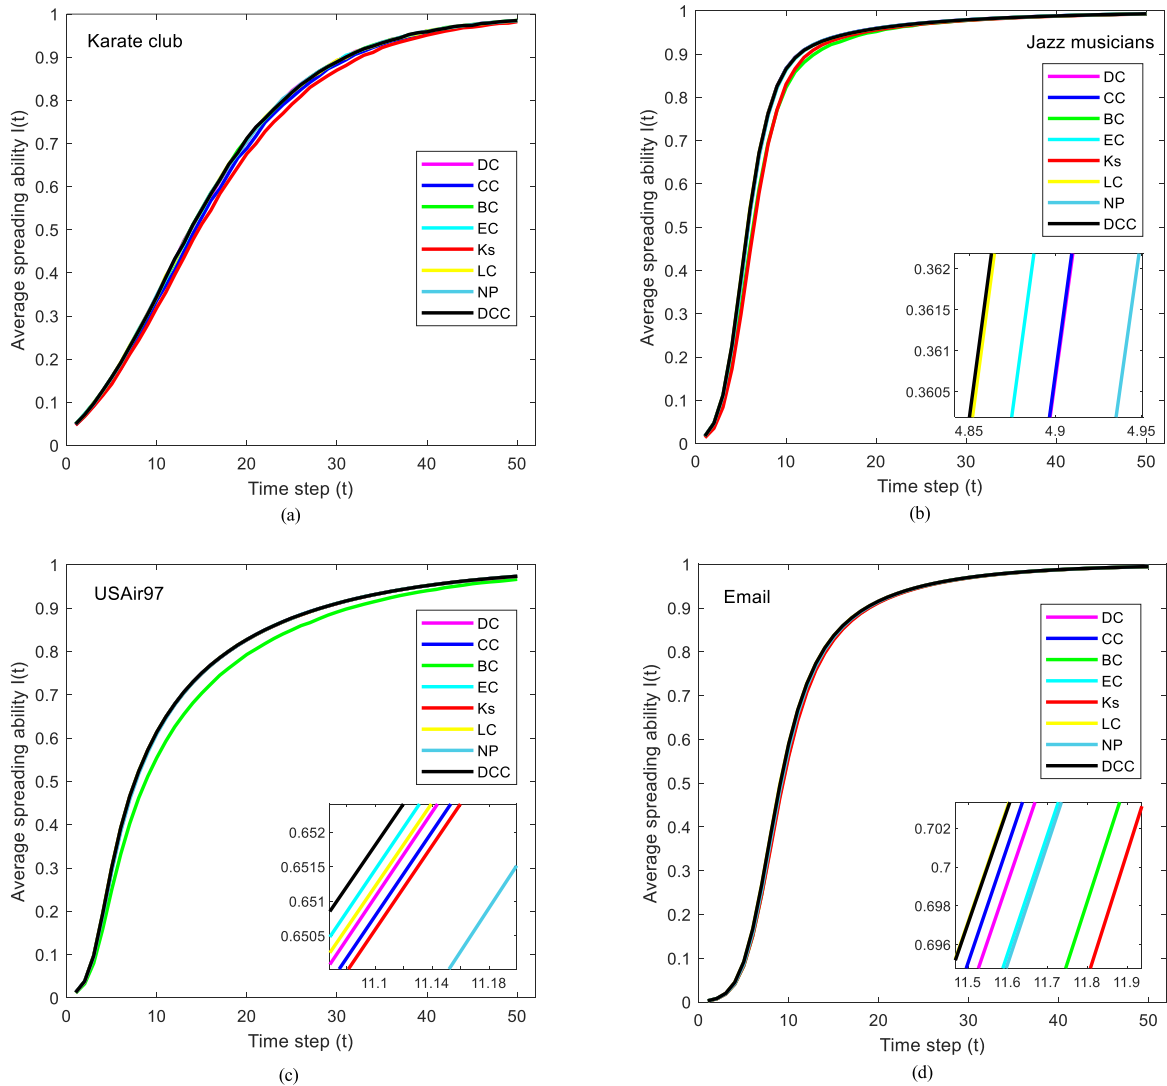 Karate club
Average spreading ability I(t)
1
0.9
0.8
0.7
0.6
0.5
0.4
0.3
0.2
0.1
0
DC
CC
BC
EC
Ks
LC
NP
DCC
0 10 20 30 40 50
Time step (t)
(a)
Jazz musicians
Average spreading ability I(t)
1
0.9
0.8
0.7
0.6
0.5
0.4
0.3
0.2
0.1
0
DC
CC
BC
EC
Ks
LC
NP
DCC
0.362
0.3615
0.361
0.3605
4.85 4.9 4.95
0 10 20 30 40 50
Time step (t)
(b)
USAir97
Average spreading ability I(t)
1
0.9
0.8
0.7
0.6
0.5
0.4
0.3
0.2
0.1
0
DC
CC
BC
EC
Ks
LC
NP
DCC
0.652
0.6515
0.651
0.6505
11.1 11.14 11.18
0 10 20 30 40 50
Time step (t)
(c)
Email
Average spreading ability I(t)
1
0.9
0.8
0.7
0.6
0.5
0.4
0.3
0.2
0.1
0
DC
CC
BC
EC
Ks
LC
NP
DCC
0.702
0.7
0.698
0.696
11.5 11.6 11.7 11.8 11.9
0 10 20 30 40 50
Time step (t)
(d)